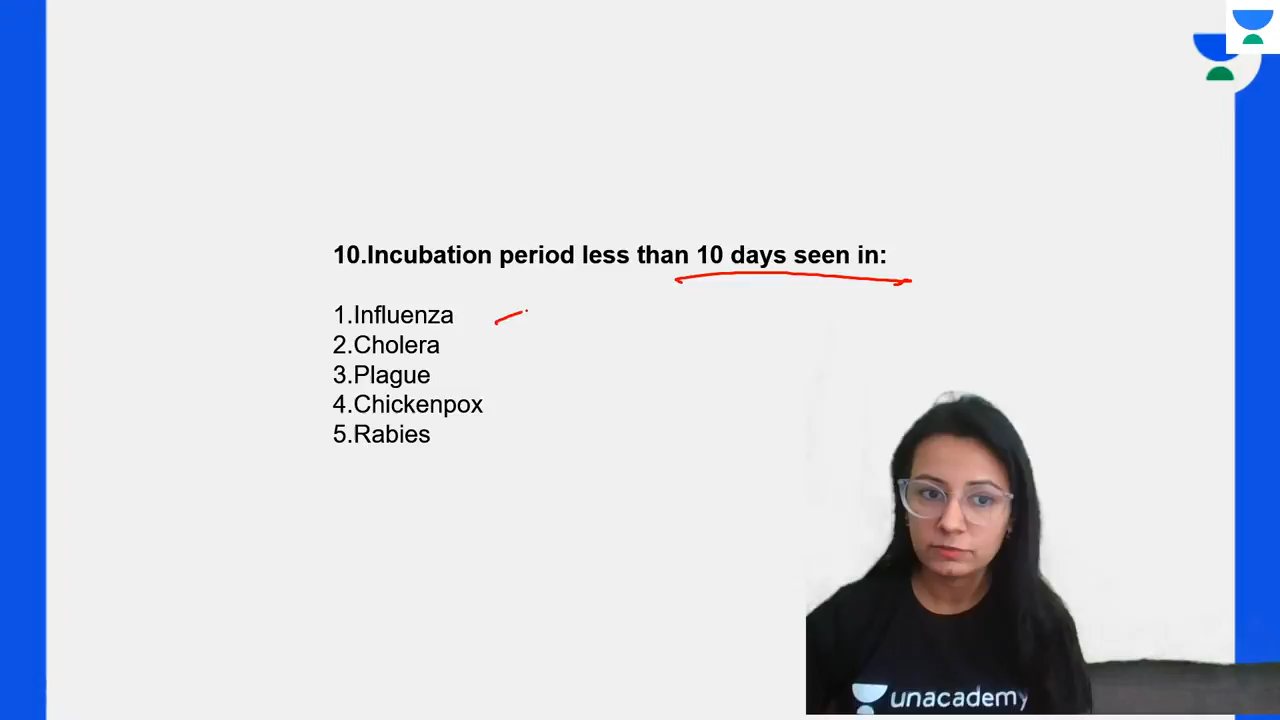 10.Incubation period less than 10 days seen in:
1.Influenza
2.Cholera
3.Plague
4.Chickenpox
5.Rabies
unacademy